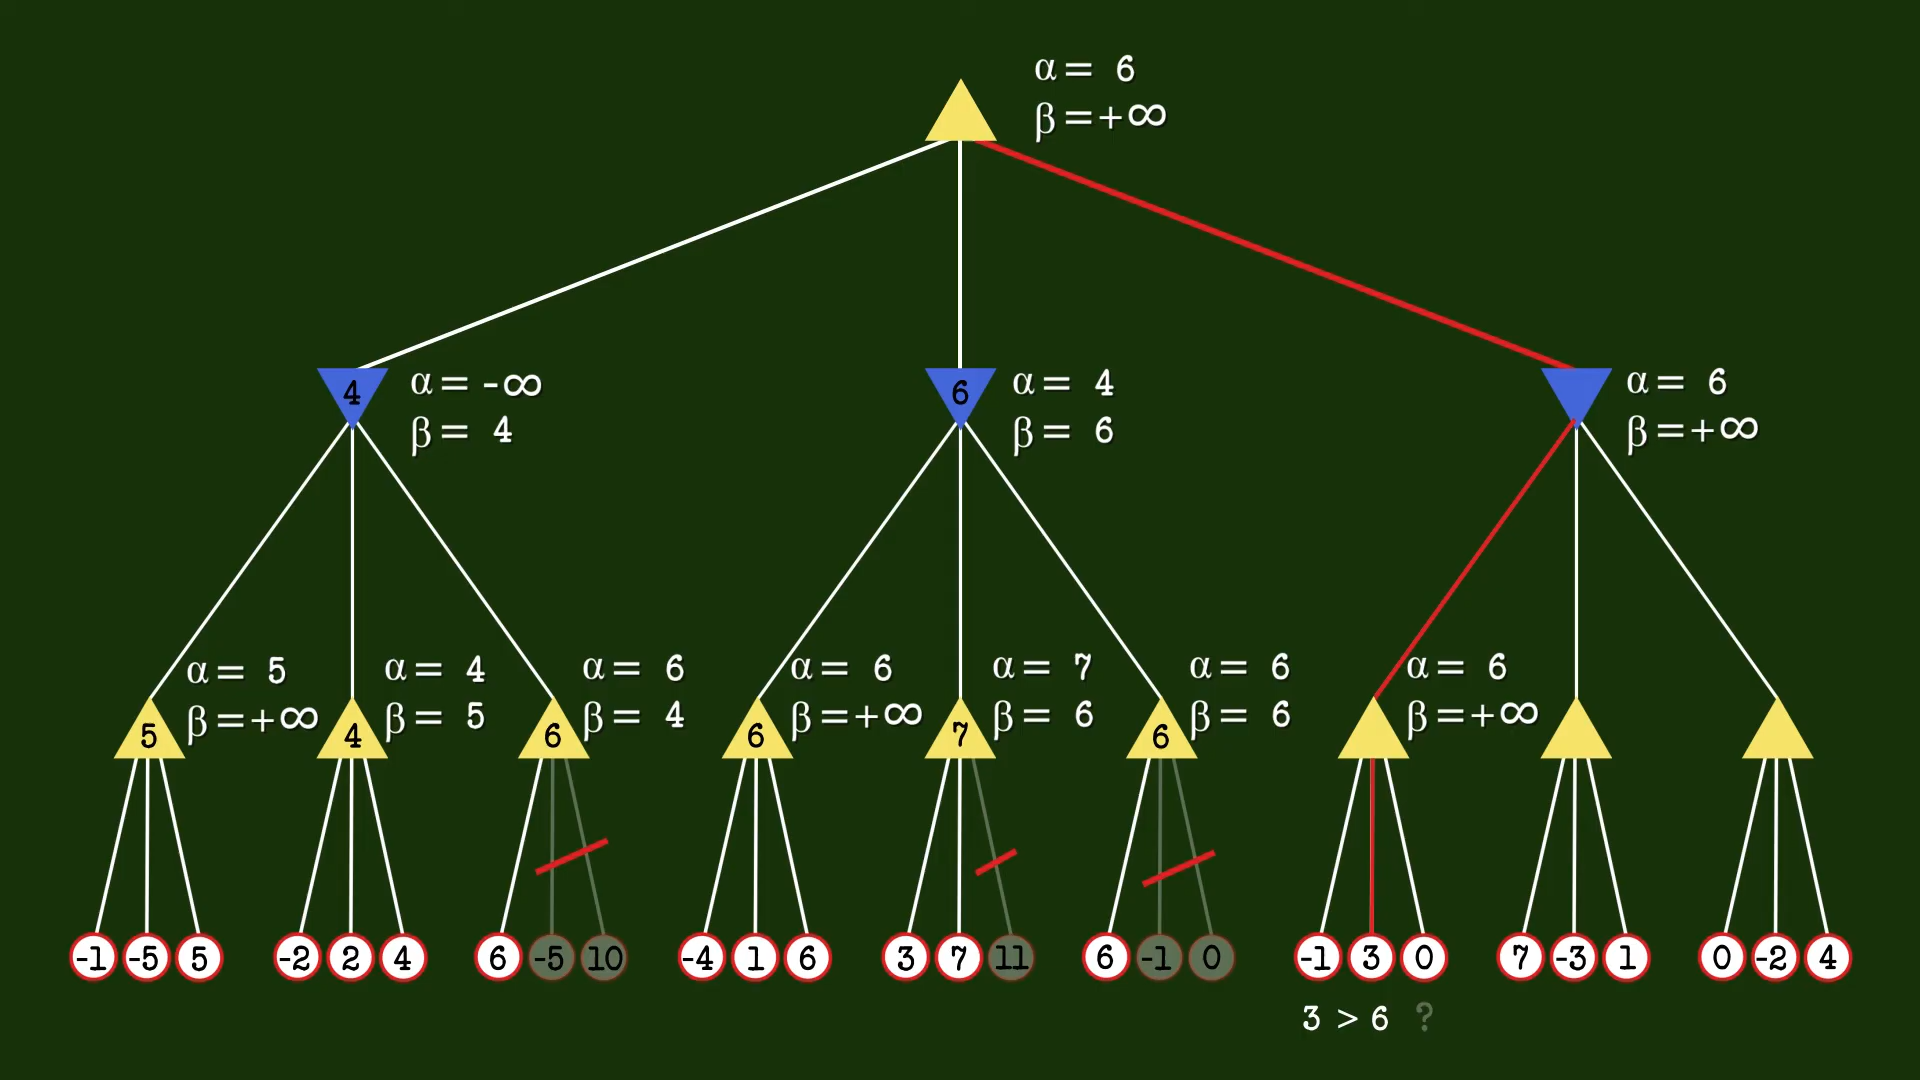 α = 6
β = +∞
4
α = -∞
β = 4
6
α = 4
β = 6
α = 6
β = +∞
5
α = 5
β = +∞
4
α = 4
β = 5
6
α = 6
β = 4
6
α = 6
β = +∞
7
α = 7
β = 6
6
α = 6
β = 6
α = 6
β = +∞
-1 -5 5 -2 2 4 6 -5 10 -4 1 6 3 7 11 6 -1 0 -1 3 0 7 -3 1 0 -2 4
3 > 6 ?